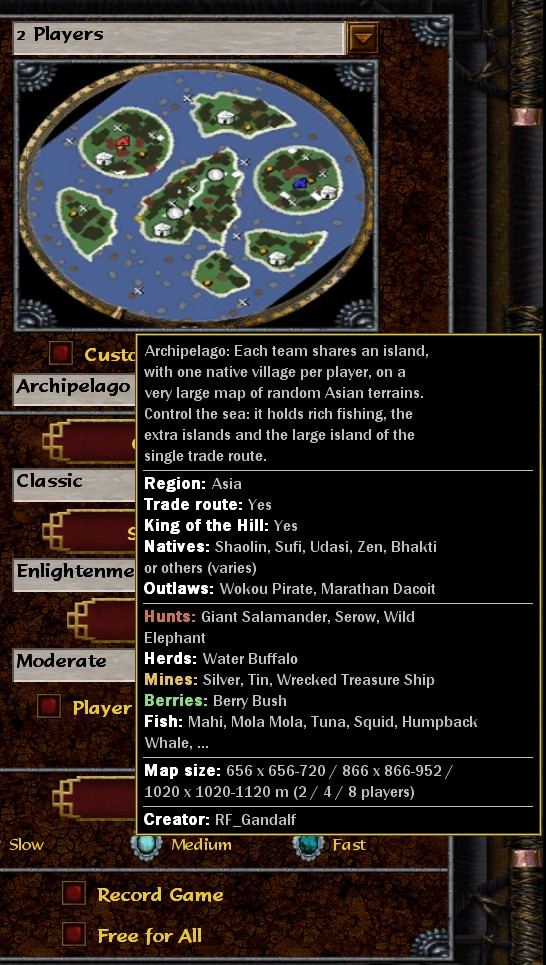 2 Players
Custo
Archipelago
Classic
Enlightenme
Moderate
Player
Archipelago: Each team shares an island,
with one native village per player, on a
very large map of random Asian terrains.
Control the sea: it holds rich fishing, the
extra islands and the large island of the
single trade route.
Region: Asia
Trade route: Yes
King of the Hill: Yes
Natives: Shaolin, Sufi, Udasi, Zen, Bhakti
or others (varies)
Outlaws: Wokou Pirate, Marathan Dacoit
Hunts: Giant Salamander, Serow, Wild
Elephant
Herds: Water Buffalo
Mines: Silver, Tin, Wrecked Treasure Ship
Berries: Berry Bush
Fish: Mahi, Mola Mola, Tuna, Squid, Humpback
Whale, ...
Map size: 656 x 656-720 / 866 x 866-952 /
1020 x 1020-1120 m (2 / 4 / 8 players)
Creator: RF_Gandalf
Slow Medium Fast
Record Game
Free for All